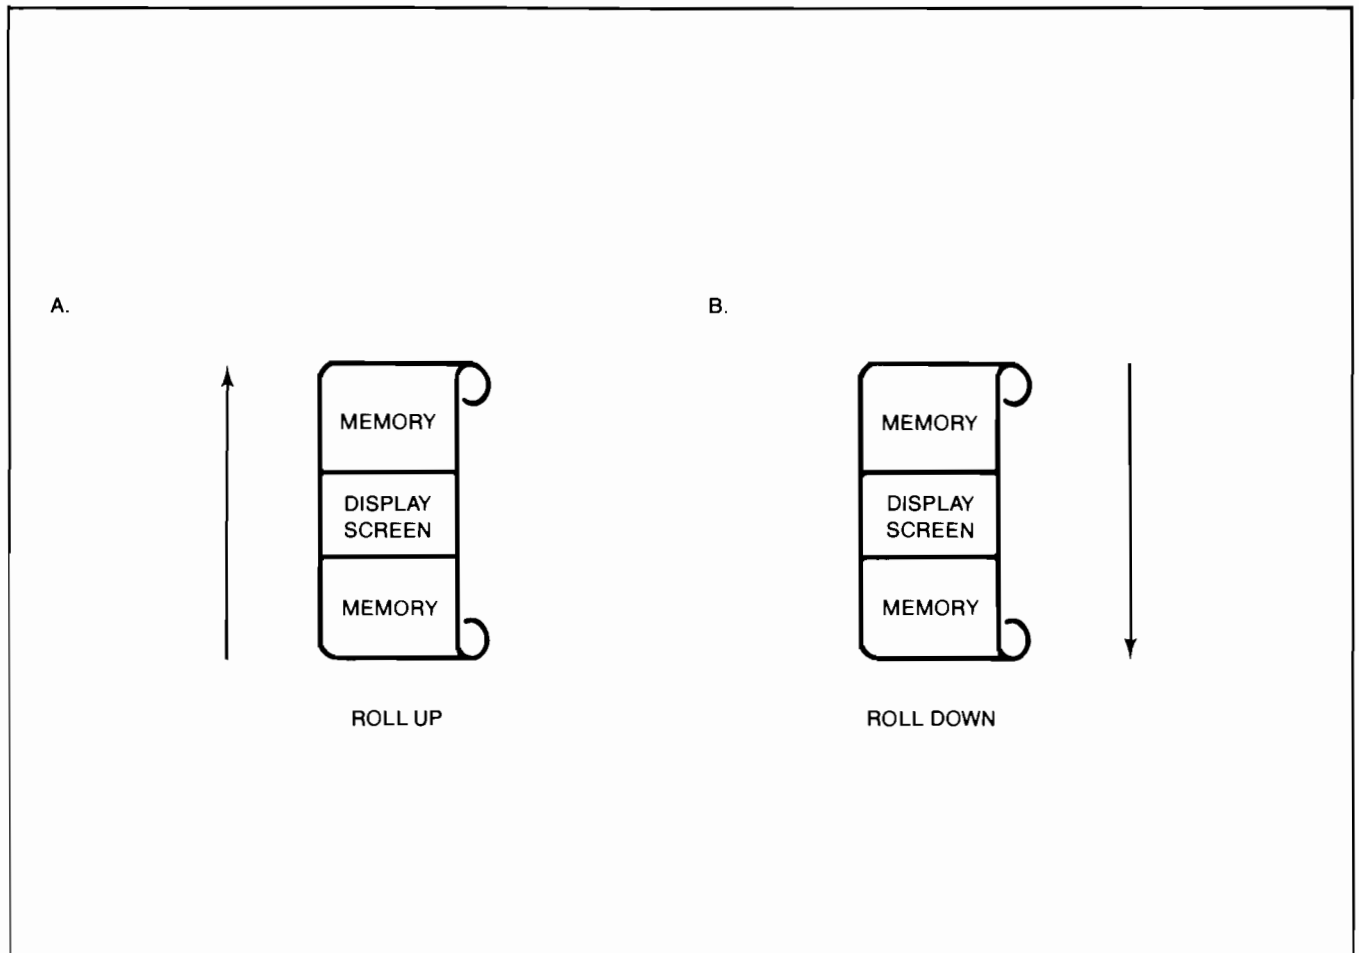 A.
MEMORY
DISPLAY
SCREEN
MEMORY
ROLL UP
B.
MEMORY
DISPLAY
SCREEN
MEMORY
ROLL DOWN